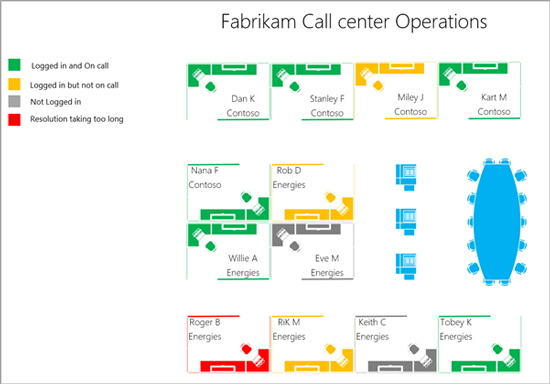 Fabrikam Call center Operations
Logged in and On call
Logged in but not on call
Not Logged in
Resolution taking too long
Dan K
Contoso
Stanley F
Contoso
Miley J
Contoso
Kart M
Contoso
Nana F
Contoso
Rob D
Energies
Willie A
Energies
Eve M
Energies
Roger B
Energies
RiK M
Energies
Keith C
Energies
Tobey K
Energies